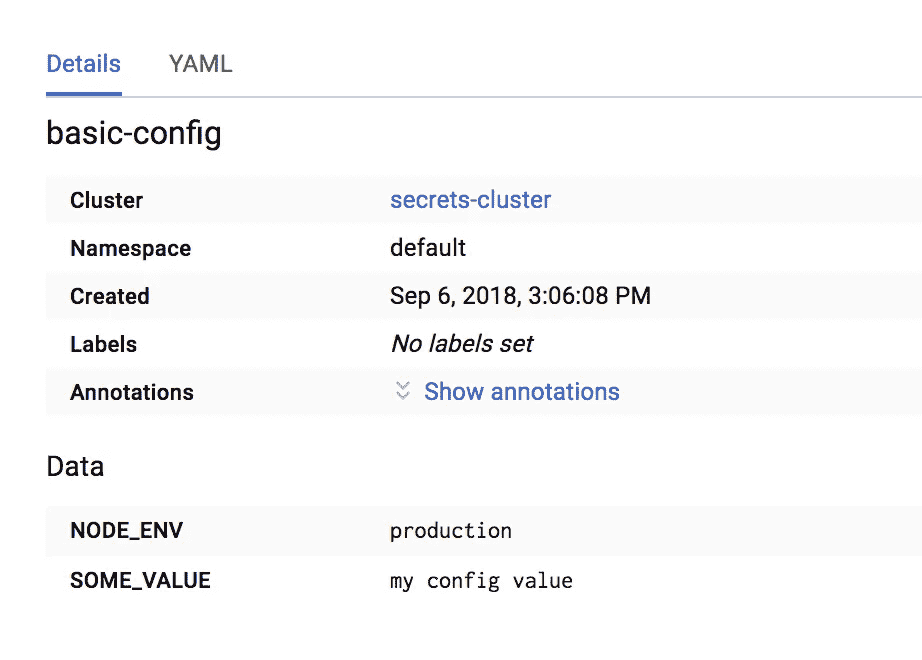 Details YAML
basic-config
Cluster secrets-cluster
Namespace default
Created Sep 6, 2018, 3:06:08 PM
Labels No labels set
Annotations Show annotations
Data
NODE_ENV production
SOME_VALUE my config value